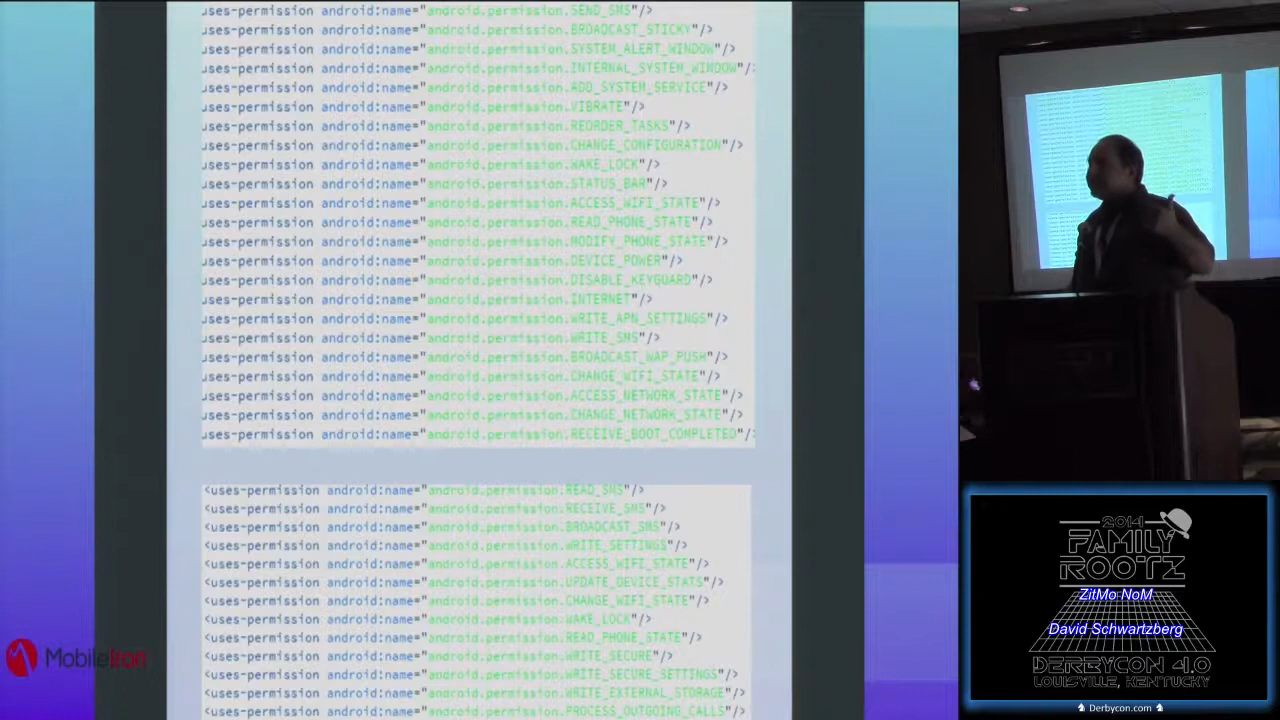 uses-permission android:name="android.permission.SEND_SMS"/>
uses-permission android:name="android.permission.BROADCAST_STICKY"/>
uses-permission android:name="android.permission.SYSTEM_ALERT_WINDOW"/>
uses-permission android:name="android.permission.INTERNAL_SYSTEM_WINDOW"/>
uses-permission android:name="android.permission.ADD_SYSTEM_SERVICE"/>
uses-permission android:name="android.permission.VIBRATE"/>
uses-permission android:name="android.permission.REORDER_TASKS"/>
uses-permission android:name="android.permission.CHANGE_CONFIGURATION"/>
uses-permission android:name="android.permission.WAKE_LOCK"/>
uses-permission android:name="android.permission.STATUS_BAR"/>
uses-permission android:name="android.permission.ACCESS_WIFI_STATE"/>
uses-permission android:name="android.permission.READ_PHONE_STATE"/>
uses-permission android:name="android.permission.MODIFY_PHONE_STATE"/>
uses-permission android:name="android.permission.DEVICE_POWER"/>
uses-permission android:name="android.permission.DISABLE_KEYGUARD"/>
uses-permission android:name="android.permission.INTERNET"/>
uses-permission android:name="android.permission.WRITE_APN_SETTINGS"/>
uses-permission android:name="android.permission.WRITE_SMS"/>
uses-permission android:name="android.permission.BROADCAST_WAP_PUSH"/>
uses-permission android:name="android.permission.CHANGE_WIFI_STATE"/>
uses-permission android:name="android.permission.ACCESS_NETWORK_STATE"/>
uses-permission android:name="android.permission.CHANGE_NETWORK_STATE"/>
uses-permission android:name="android.permission.RECEIVE_BOOT_COMPLETED"/>
<uses-permission android:name="android.permission.READ_SMS"/>
<uses-permission android:name="android.permission.RECEIVE_SMS"/>
<uses-permission android:name="android.permission.BROADCAST_SMS"/>
<uses-permission android:name="android.permission.WRITE_SETTINGS"/>
<uses-permission android:name="android.permission.ACCESS_WIFI_STATE"/>
<uses-permission android:name="android.permission.UPDATE_DEVICE_STATS"/>
<uses-permission android:name="android.permission.CHANGE_WIFI_STATE"/>
<uses-permission android:name="android.permission.WAKE_LOCK"/>
<uses-permission android:name="android.permission.READ_PHONE_STATE"/>
<uses-permission android:name="android.permission.WRITE_SECURE"/>
<uses-permission android:name="android.permission.WRITE_SECURE_SETTINGS"/>
<uses-permission android:name="android.permission.WRITE_EXTERNAL_STORAGE"/>
<uses-permission android:name="android.permission.PROCESS_OUTGOING_CALLS"/>
MobileIron
2014
FAMILY
ROOTZ
ZitMo NoM
David Schwartzberg
DERBYCON 4.0
LOUISVILLE, KENTUCKY
Derbycon.com